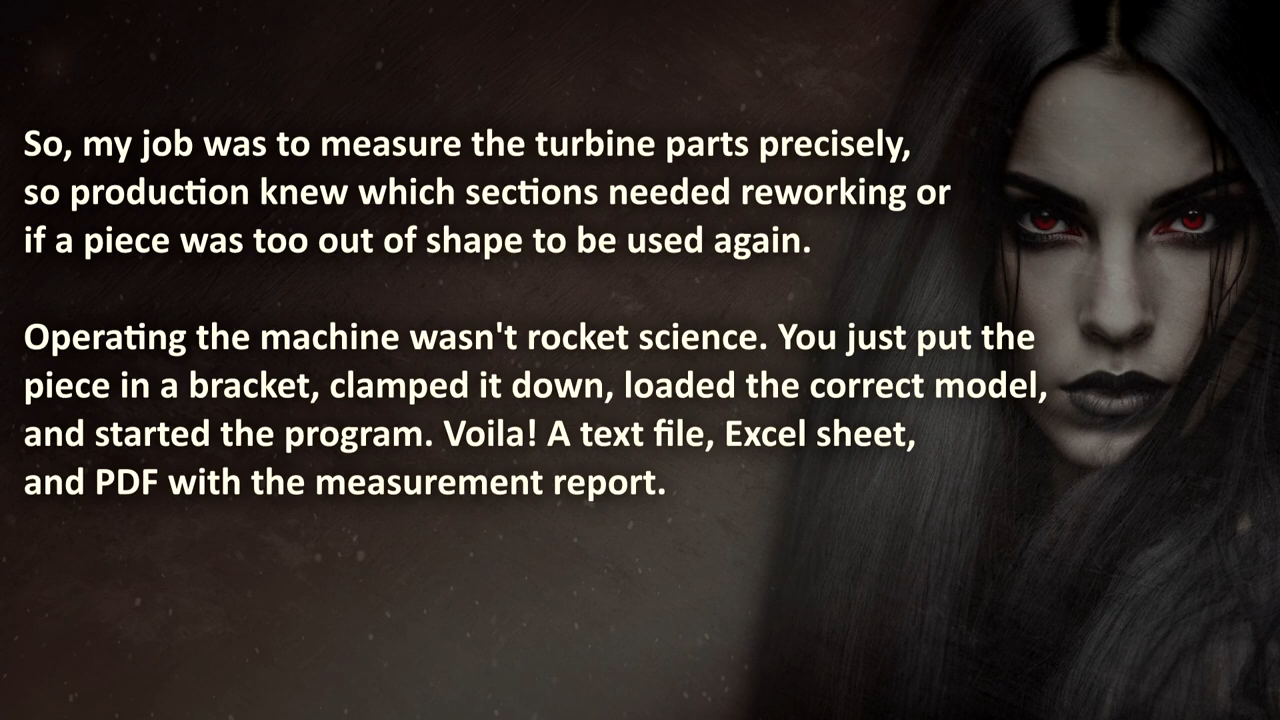 So, my job was to measure the turbine parts precisely,
so production knew which sections needed reworking or
if a piece was too out of shape to be used again.
Operating the machine wasn't rocket science. You just put the
piece in a bracket, clamped it down, loaded the correct model,
and started the program. Voila! A text file, Excel sheet,
and PDF with the measurement report.